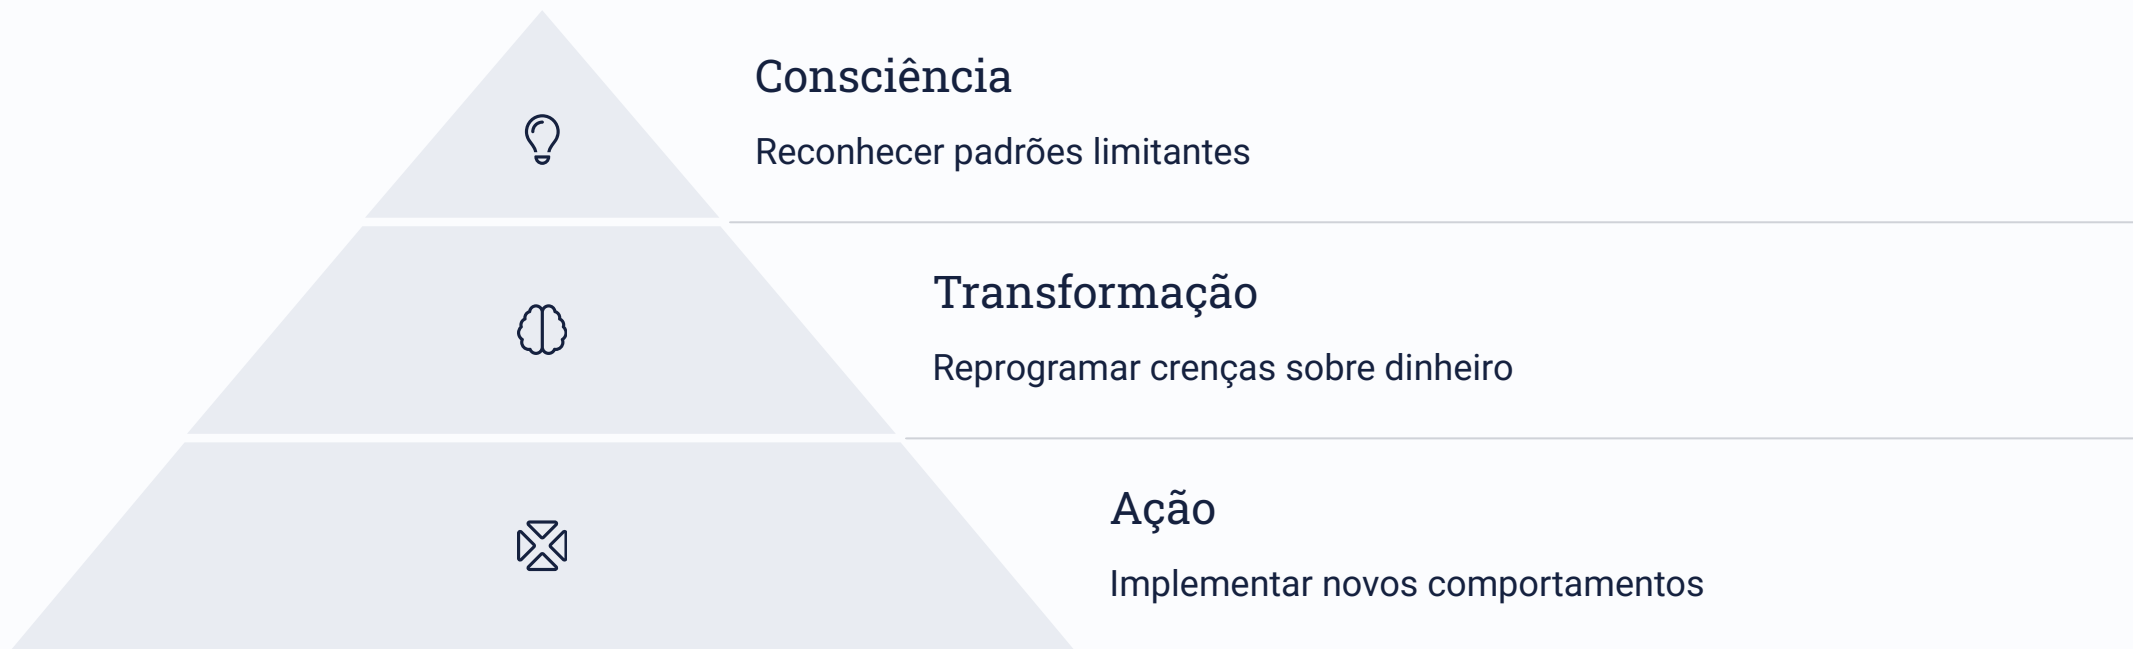 Consciência
Reconhecer padrões limitantes
Transformação
Reprogramar crenças sobre dinheiro
Ação
Implementar novos comportamentos